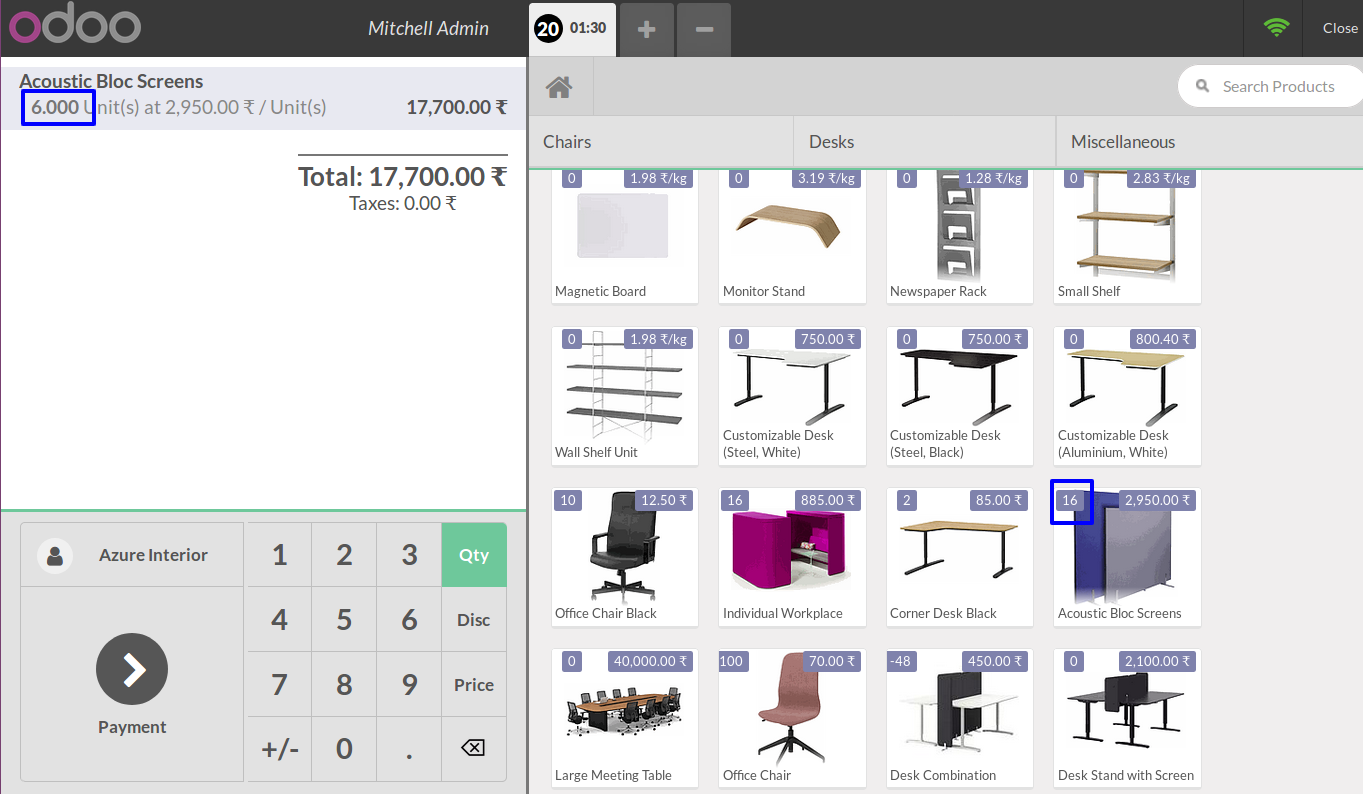 odoo
Mitchell Admin
20 01:30
Close
Search Products
Acoustic Bloc Screens
6.000 Unit(s) at 2,950.00 ₹ / Unit(s) 17,700.00 ₹
Total: 17,700.00 ₹
Taxes: 0.00 ₹
Azure Interior
Payment
1 2 3 Qty
4 5 6 Disc
7 8 9 Price
+/- 0 .
Chairs Desks Miscellaneous
0 1.98 ₹/kg
Magnetic Board
0 3.19 ₹/kg
Monitor Stand
0 1.28 ₹/kg
Newspaper Rack
0 2.83 ₹/kg
Small Shelf
0 1.98 ₹/kg
Wall Shelf Unit
0 750.00 ₹
Customizable Desk
(Steel, White)
0 750.00 ₹
Customizable Desk
(Steel, Black)
0 800.40 ₹
Customizable Desk
(Aluminium, White)
10 12.50 ₹
Office Chair Black
16 885.00 ₹
Individual Workplace
2 85.00 ₹
Corner Desk Black
16 2,950.00 ₹
Acoustic Bloc Screens
0 40,000.00 ₹
Large Meeting Table
100 70.00 ₹
Office Chair
-48 450.00 ₹
Desk Combination
0 2,100.00 ₹
Desk Stand with Screen